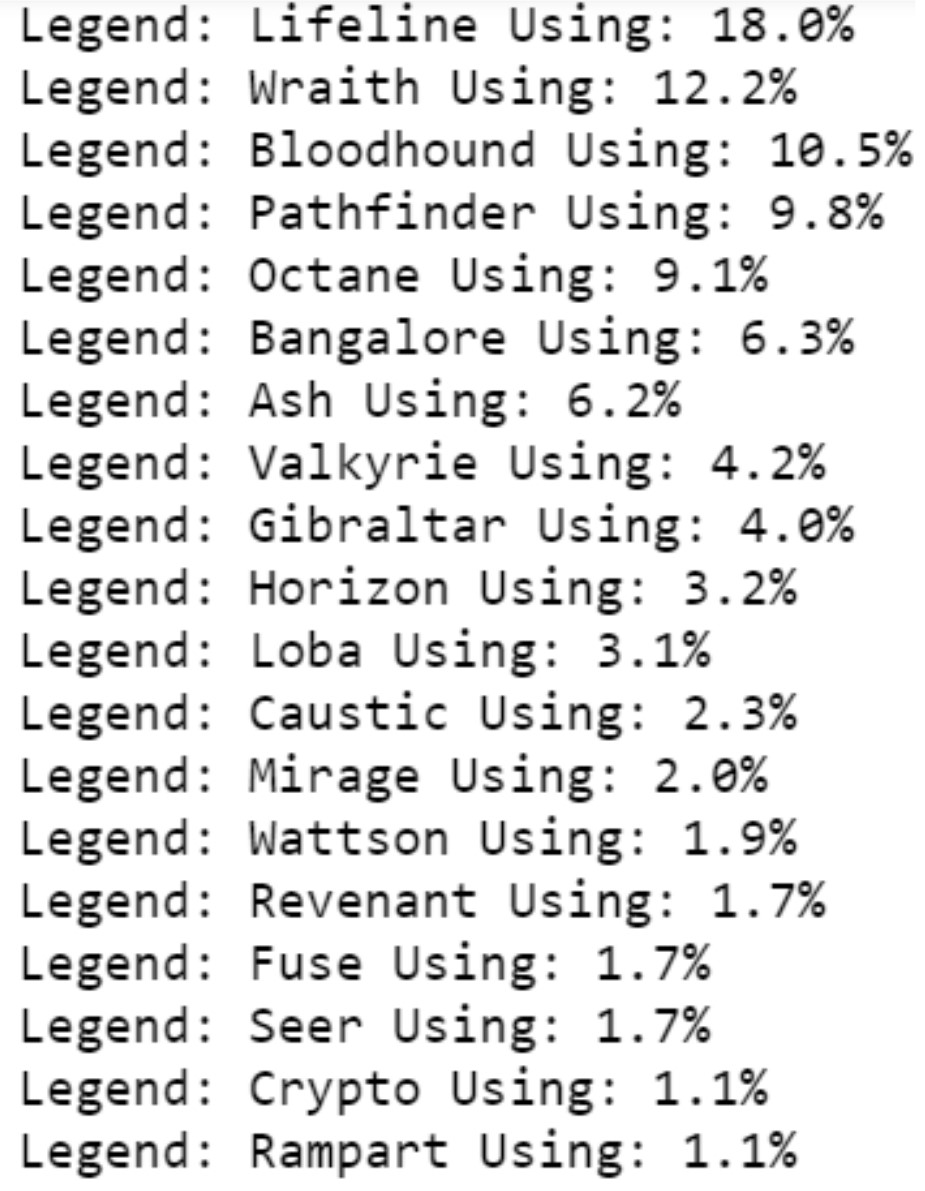 Legend: Lifeline Using: 18.0%
Legend: Wraith Using: 12.2%
Legend: Bloodhound Using: 10.5%
Legend: Pathfinder Using: 9.8%
Legend: Octane Using: 9.1%
Legend: Bangalore Using: 6.3%
Legend: Ash Using: 6.2%
Legend: Valkyrie Using: 4.2%
Legend: Gibraltar Using: 4.0%
Legend: Horizon Using: 3.2%
Legend: Loba Using: 3.1%
Legend: Caustic Using: 2.3%
Legend: Mirage Using: 2.0%
Legend: Wattson Using: 1.9%
Legend: Revenant Using: 1.7%
Legend: Fuse Using: 1.7%
Legend: Seer Using: 1.7%
Legend: Crypto Using: 1.1%
Legend: Rampart Using: 1.1%